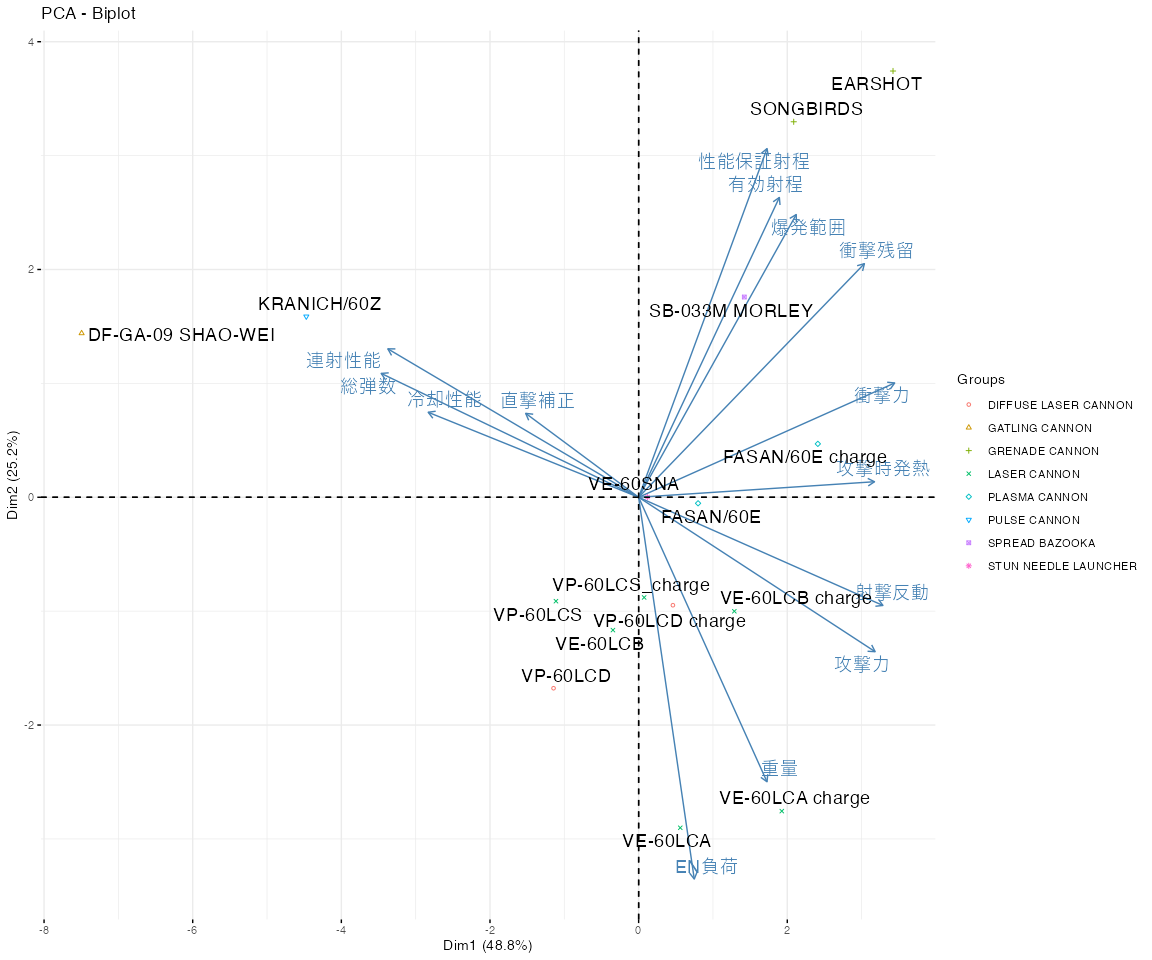 PCA - Biplot
4
EARSHOT
SONGBIRDS
性能保証射程
有効射程
爆発範囲
衝撃残留
2
KRANICH/60Z
SB-033M MORLEY
DF-GA-09 SHAO-WEI
連射性能
総弾数
冷却性能
直撃補正
衝撃力
Groups
DIFFUSE LASER CANNON
GATLING CANNON
GRENADE CANNON
LASER CANNON
PLASMA CANNON
PULSE CANNON
SPREAD BAZOOKA
STUN NEEDLE LAUNCHER
FASAN/60E charge
攻撃時発熱
VE-60SNA
0
FASAN/60E
Dim2 (25.2%)
VP-60LCS_charge
射撃反動
VE-60LCB charge
VP-60LCS
VP-60LCD charge
VE-60LCB
攻撃力
VP-60LCD
-2
重量
VE-60LCA charge
VE-60LCA
EN負荷
-8
-6
-4
-2
0
2
Dim1 (48.8%)